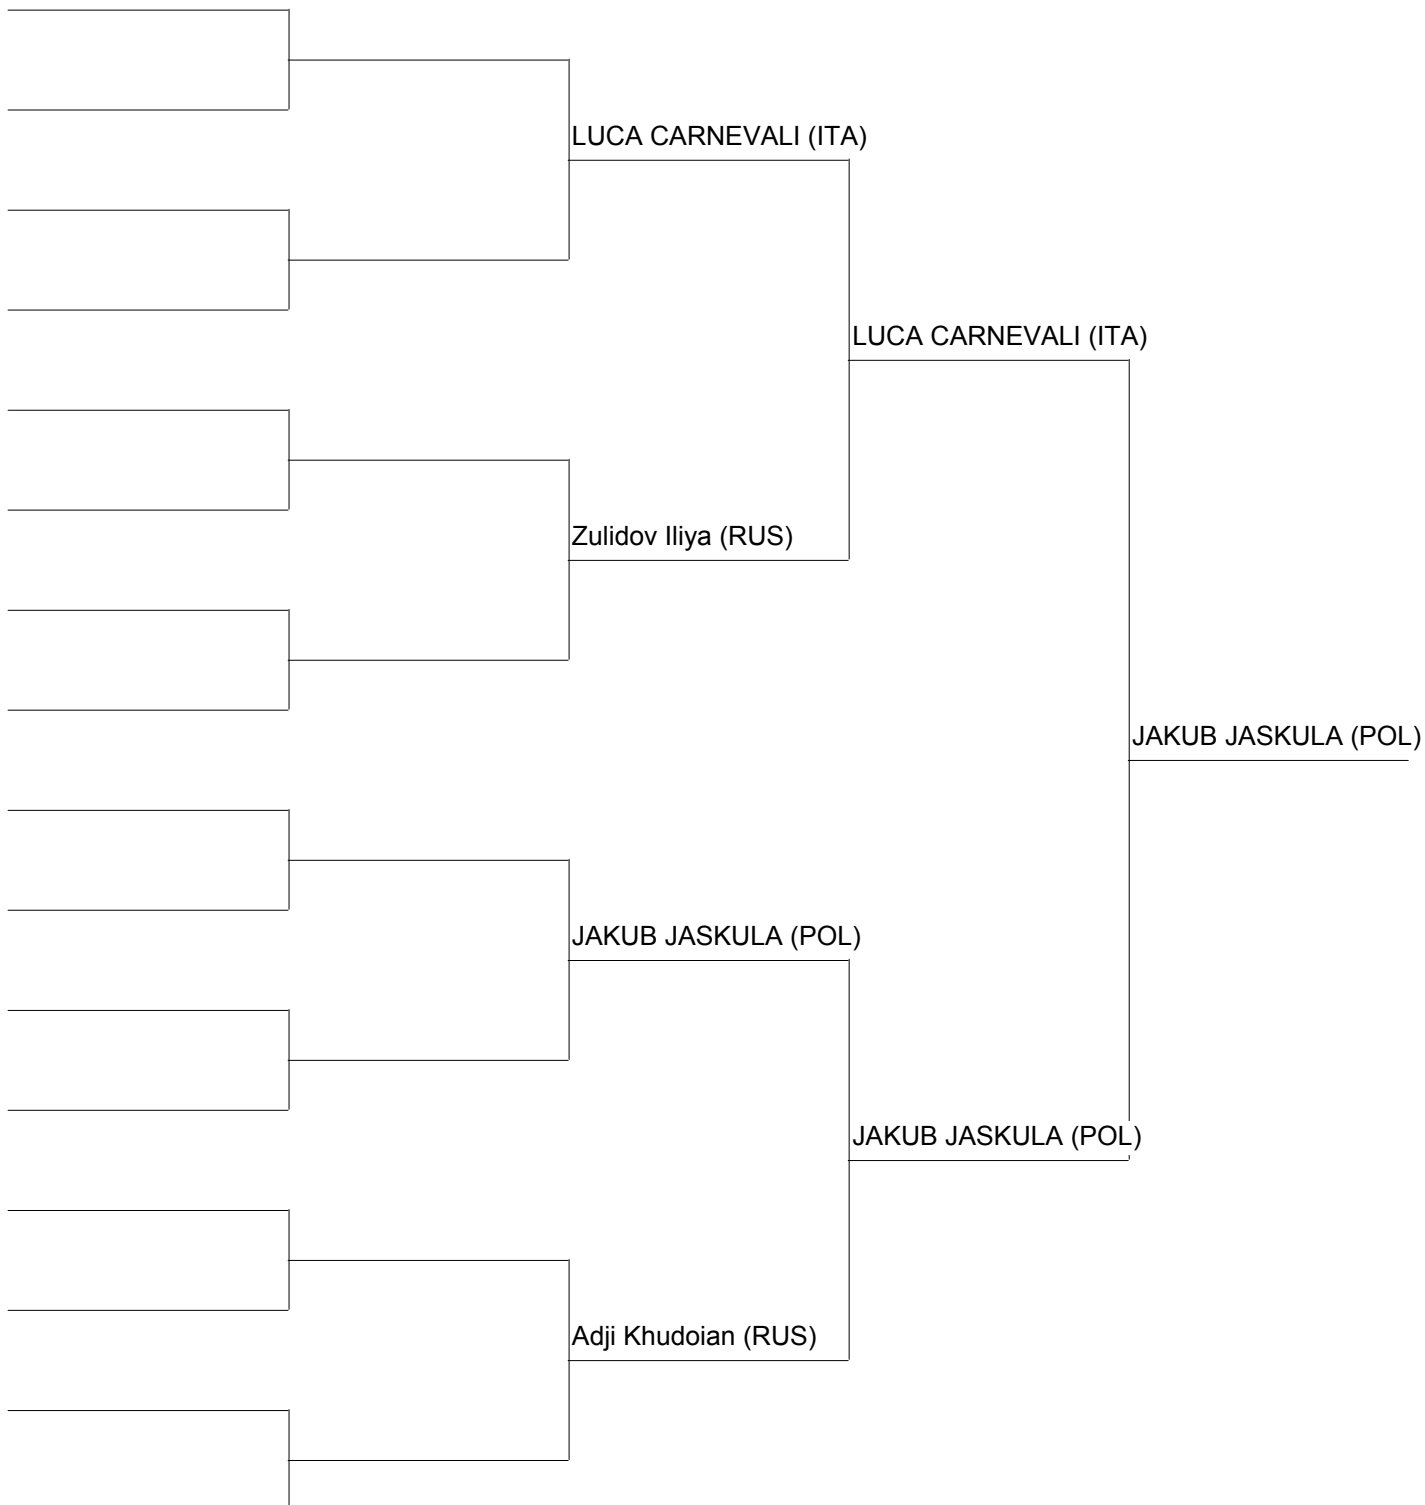 LUCA CARNEVALI (ITA)
LUCA CARNEVALI (ITA)
Zulidov Iliya (RUS)
JAKUB JASKULA (POL)
JAKUB JASKULA (POL)
JAKUB JASKULA (POL)
Adji Khudoian (RUS)